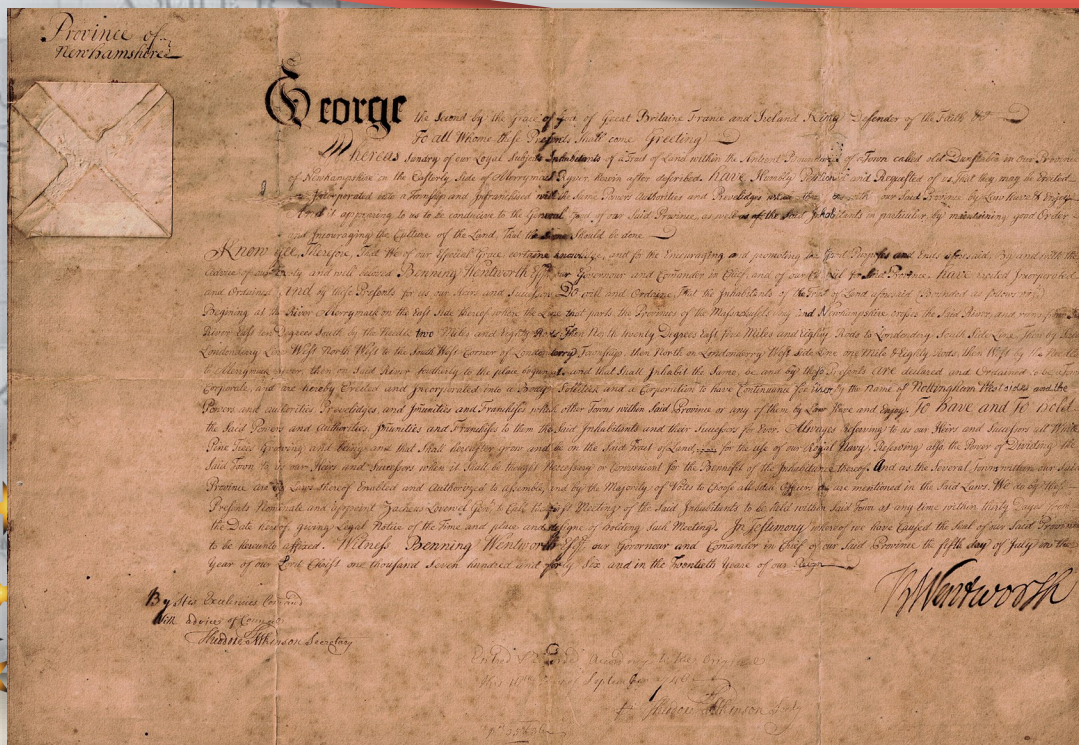 Province of
Newhamshere
George the Second by the Grace of God of Great Britaine France and Ireland King Defender of the Faith &c
To all Whome these Presents Shall come Greeting
Whereas Sundry of our Loyal Subjects Inhabitants of a Tract of Land within the Antient Boundaries of a Town called old Dunstable in our Province
of Newhampshire on the Easterly Side of Merrymack River, herein after described Have Humbly Petitioned and Requested of us That they may be Erected
and Incorporated into a Township and Infranchised with the Same Powers Authorities and Previledges which other within our Said Province by Law have & Enjoy
And it appearing to us to be conducive to the General good of our Said Province, as well as of the Said Inhabitants in particular, by maintaining good Order
and Encouraging the Culture of the Land, That the Same Should be done
Know Yee, Therefore, That We of our Especial Grace certaine knowledge, and for the Encouraging and promoting the Good Purposes and Ends aforesaid, By and with the
advice of our trusty and well beloved Benning Wentworth Esqr our Governour and Comander in Chief, and of our Council for Said Province. Have Erected Incorporated
and Ordained And by these Presents for us our Heirs and Successors Do will and Ordaine, That the Inhabitants of the Tract of Land aforesaid (Bounded as follows viz)
Begining at the River Merrymack on the East Side thereof where the Line that parts the Provinces of the Massachusetts Bay and Newhampshire crosses the Said River, and runs from Said
River East ten Degrees South by the Needle two Miles and Eighty Rods Then North twenty Degrees East five Miles and Eighty Rods to Londonderry South Side Line Then by Said
Londonderry Line West North West to the South West Corner of Londonderry Township. then North on Londonderry West Side Line one Mile & Eighty Rods, then West by the Needle
to Merrymack River, then on Said River Southerly to the place begun at. and that Shall Inhabit the Same, be and by these Presents are declared and Ordained to be a Town
Corporate, and are hereby Erected and Incorporated into a Body Politick and a Corporation to have Continuance for Ever by the name of Nottingham West and the
Powers and authorities Previledges and Imunities and Franchises which other Towns within Said Province or any of them by Law Have and Enjoy. To Have and To Hold
the Said Powers and Authorities. Imunities and Franchises to them the Said Inhabitants and their Successors for Ever. Always Reserving to us our Heirs and Successors all White
Pine Trees Growing and being and that Shall hereafter grow and be on the Said Tract of Land, for the use of our Royal Navy. Reserving also the Power of Dividing the
Said Town to us our Heirs and Successors when it Shall be thought Necessary or Convenient for the Benefit of the Inhabitants thereof. And as the Several Towns within our Said
Province are by Laws thereof Enabled and Authorized to Assemble, and by the Majority of Votes to Choose all Officers are mentioned in the Said Laws. We do by these
Presents Nominate and Appoint Zacheus Lovewel Gent to Call the first Meeting of the Said Inhabitants to be held within Said Town at any time within thirty Days from
the Date hereof. giving Legal Notice of the Time and place and designe of holding Such Meeting. In Testimony whereof we have Caused the Seal of our Said Province
to be hereunto affixed. Witness Benning Wentworth Esqr our Governour and Comander in Chief of our Said Province the fifth day of July in the
Year of our Lord Christ one thousand Seven hundred and forty Six and in the Twentieth Yeare of our Reign
B Wentworth
By His Excelencies Comand
With advice of Council
Theodore Atkinson Secretary
according to the Original
Theodore Atkinson Secry